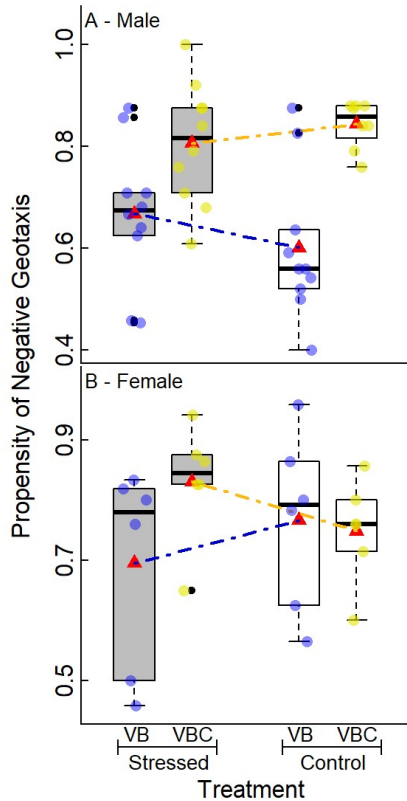 A - Male
1.0
0.8
0.6
0.4
B - Female
0.9
0.7
0.5
Propensity of Negative Geotaxis
VB VBC VB VBC
Stressed Control
Treatment